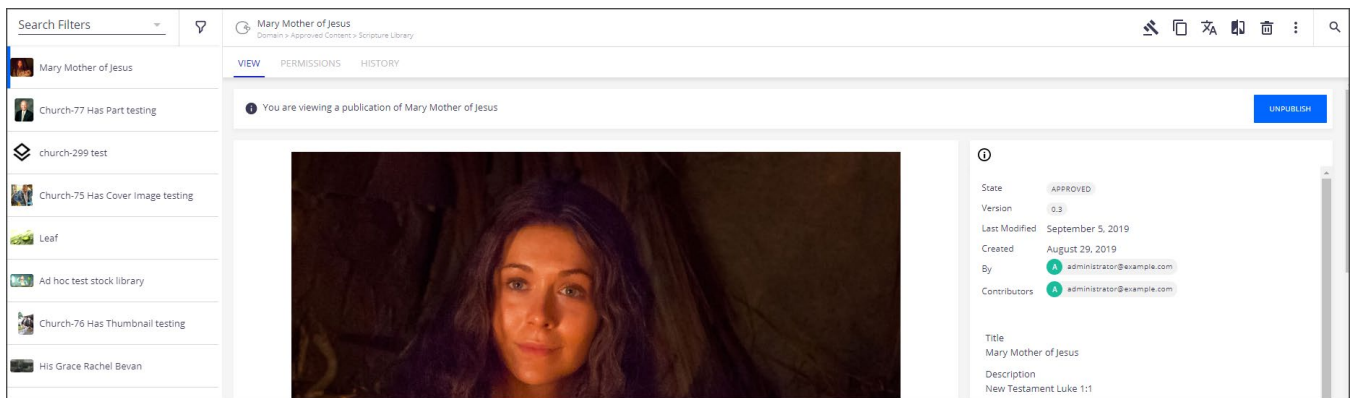 Search Filters
Mary Mother of Jesus
Domain > Approved Content > Scripture Library
Mary Mother of Jesus
Church-77 Has Part testing
church-299 test
Church-75 Has Cover Image testing
Leaf
Ad hoc test stock library
Church-76 Has Thumbnail testing
His Grace Rachel Bevan
VIEW PERMISSIONS HISTORY
You are viewing a publication of Mary Mother of Jesus
UNPUBLISH
State APPROVED
Version 0.3
Last Modified September 5, 2019
Created August 29, 2019
By A administrator@example.com
Contributors A administrator@example.com
Title
Mary Mother of Jesus
Description
New Testament Luke 1:1